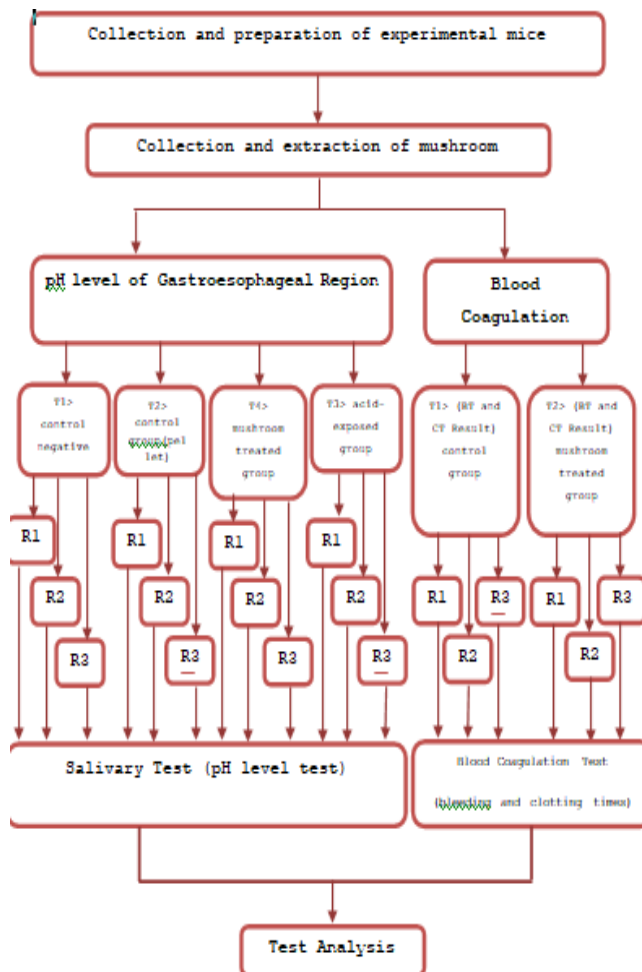 Collection and preparation of experimental mice
Collection and extraction of mushroom
pH level of Gastroesophageal Region
Blood
Coagulation
T1>
control
negative
T2>
control
group(pel
let)
T4>
mushroom
treated
group
T3> acid-
exposed
group
T1> (BT and
CT Result)
control
group
T2> (BT and
CT Result)
mushroom
treated
group
R1
R2
R3
R1
R2
R3
R1
R2
R3
R1
R2
R3
R1
R2
R3
R1
R2
R3
Salivary Test (pH level test)
Blood Coagulation Test
(bleeding and clotting times)
Test Analysis